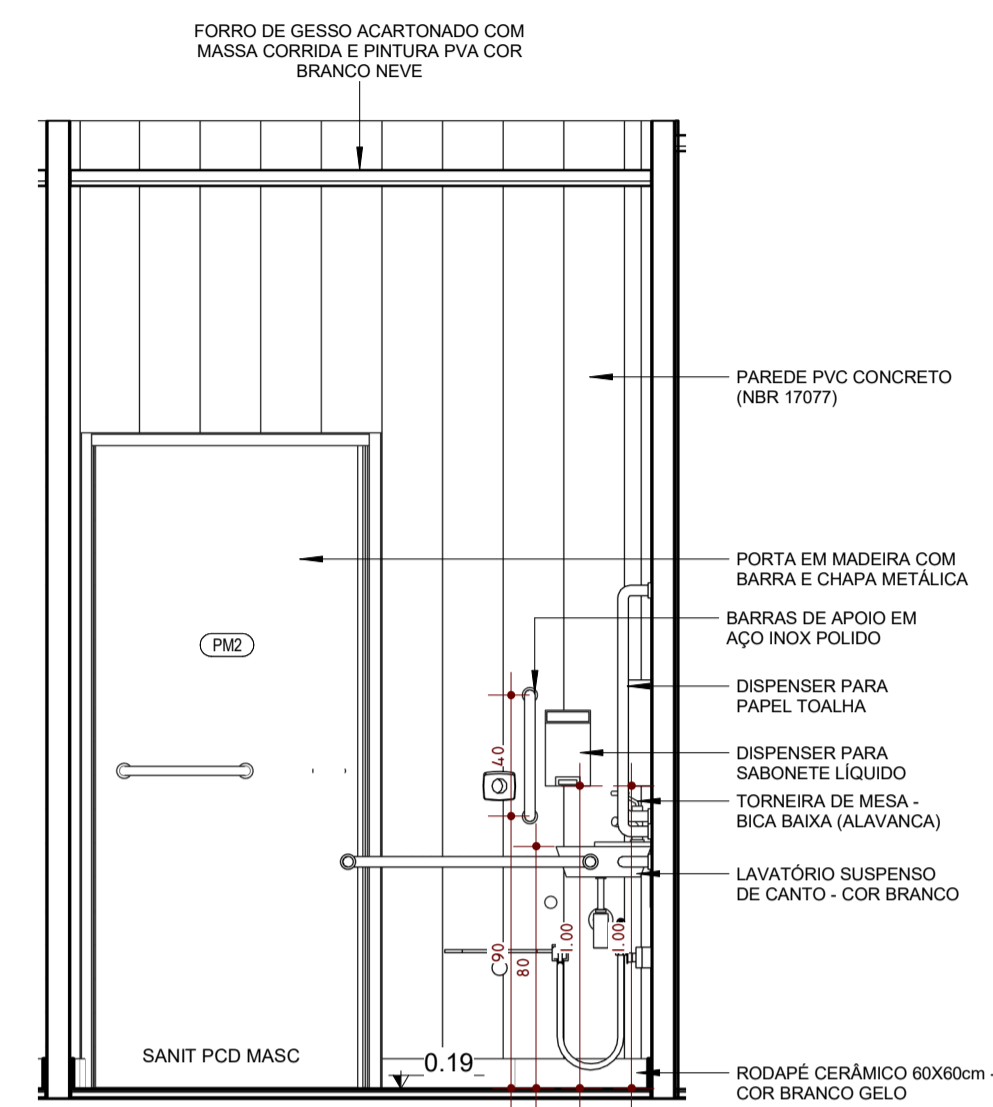 FORRO DE GESSO ACARTONADO COM
MASSA CORRIDA E PINTURA PVA COR
BRANCO NEVE
PAREDE PVC CONCRETO
(NBR 17077)
PORTA EM MADEIRA COM
BARRA E CHAPA METÁLICA
BARRAS DE APOIO EM
AÇO INOX POLIDO
PM2
DISPENSER PARA
PAPEL TOALHA
40
DISPENSER PARA
SABONETE LÍQUIDO
TORNEIRA DE MESA -
BICA BAIXA (ALAVANCA)
LAVATÓRIO SUSPENSO
DE CANTO - COR BRANCO
90
80
1.00
1.00
SANIT PCD MASC
0.19
RODAPÉ CERÂMICO 60X60cm -
COR BRANCO GELO